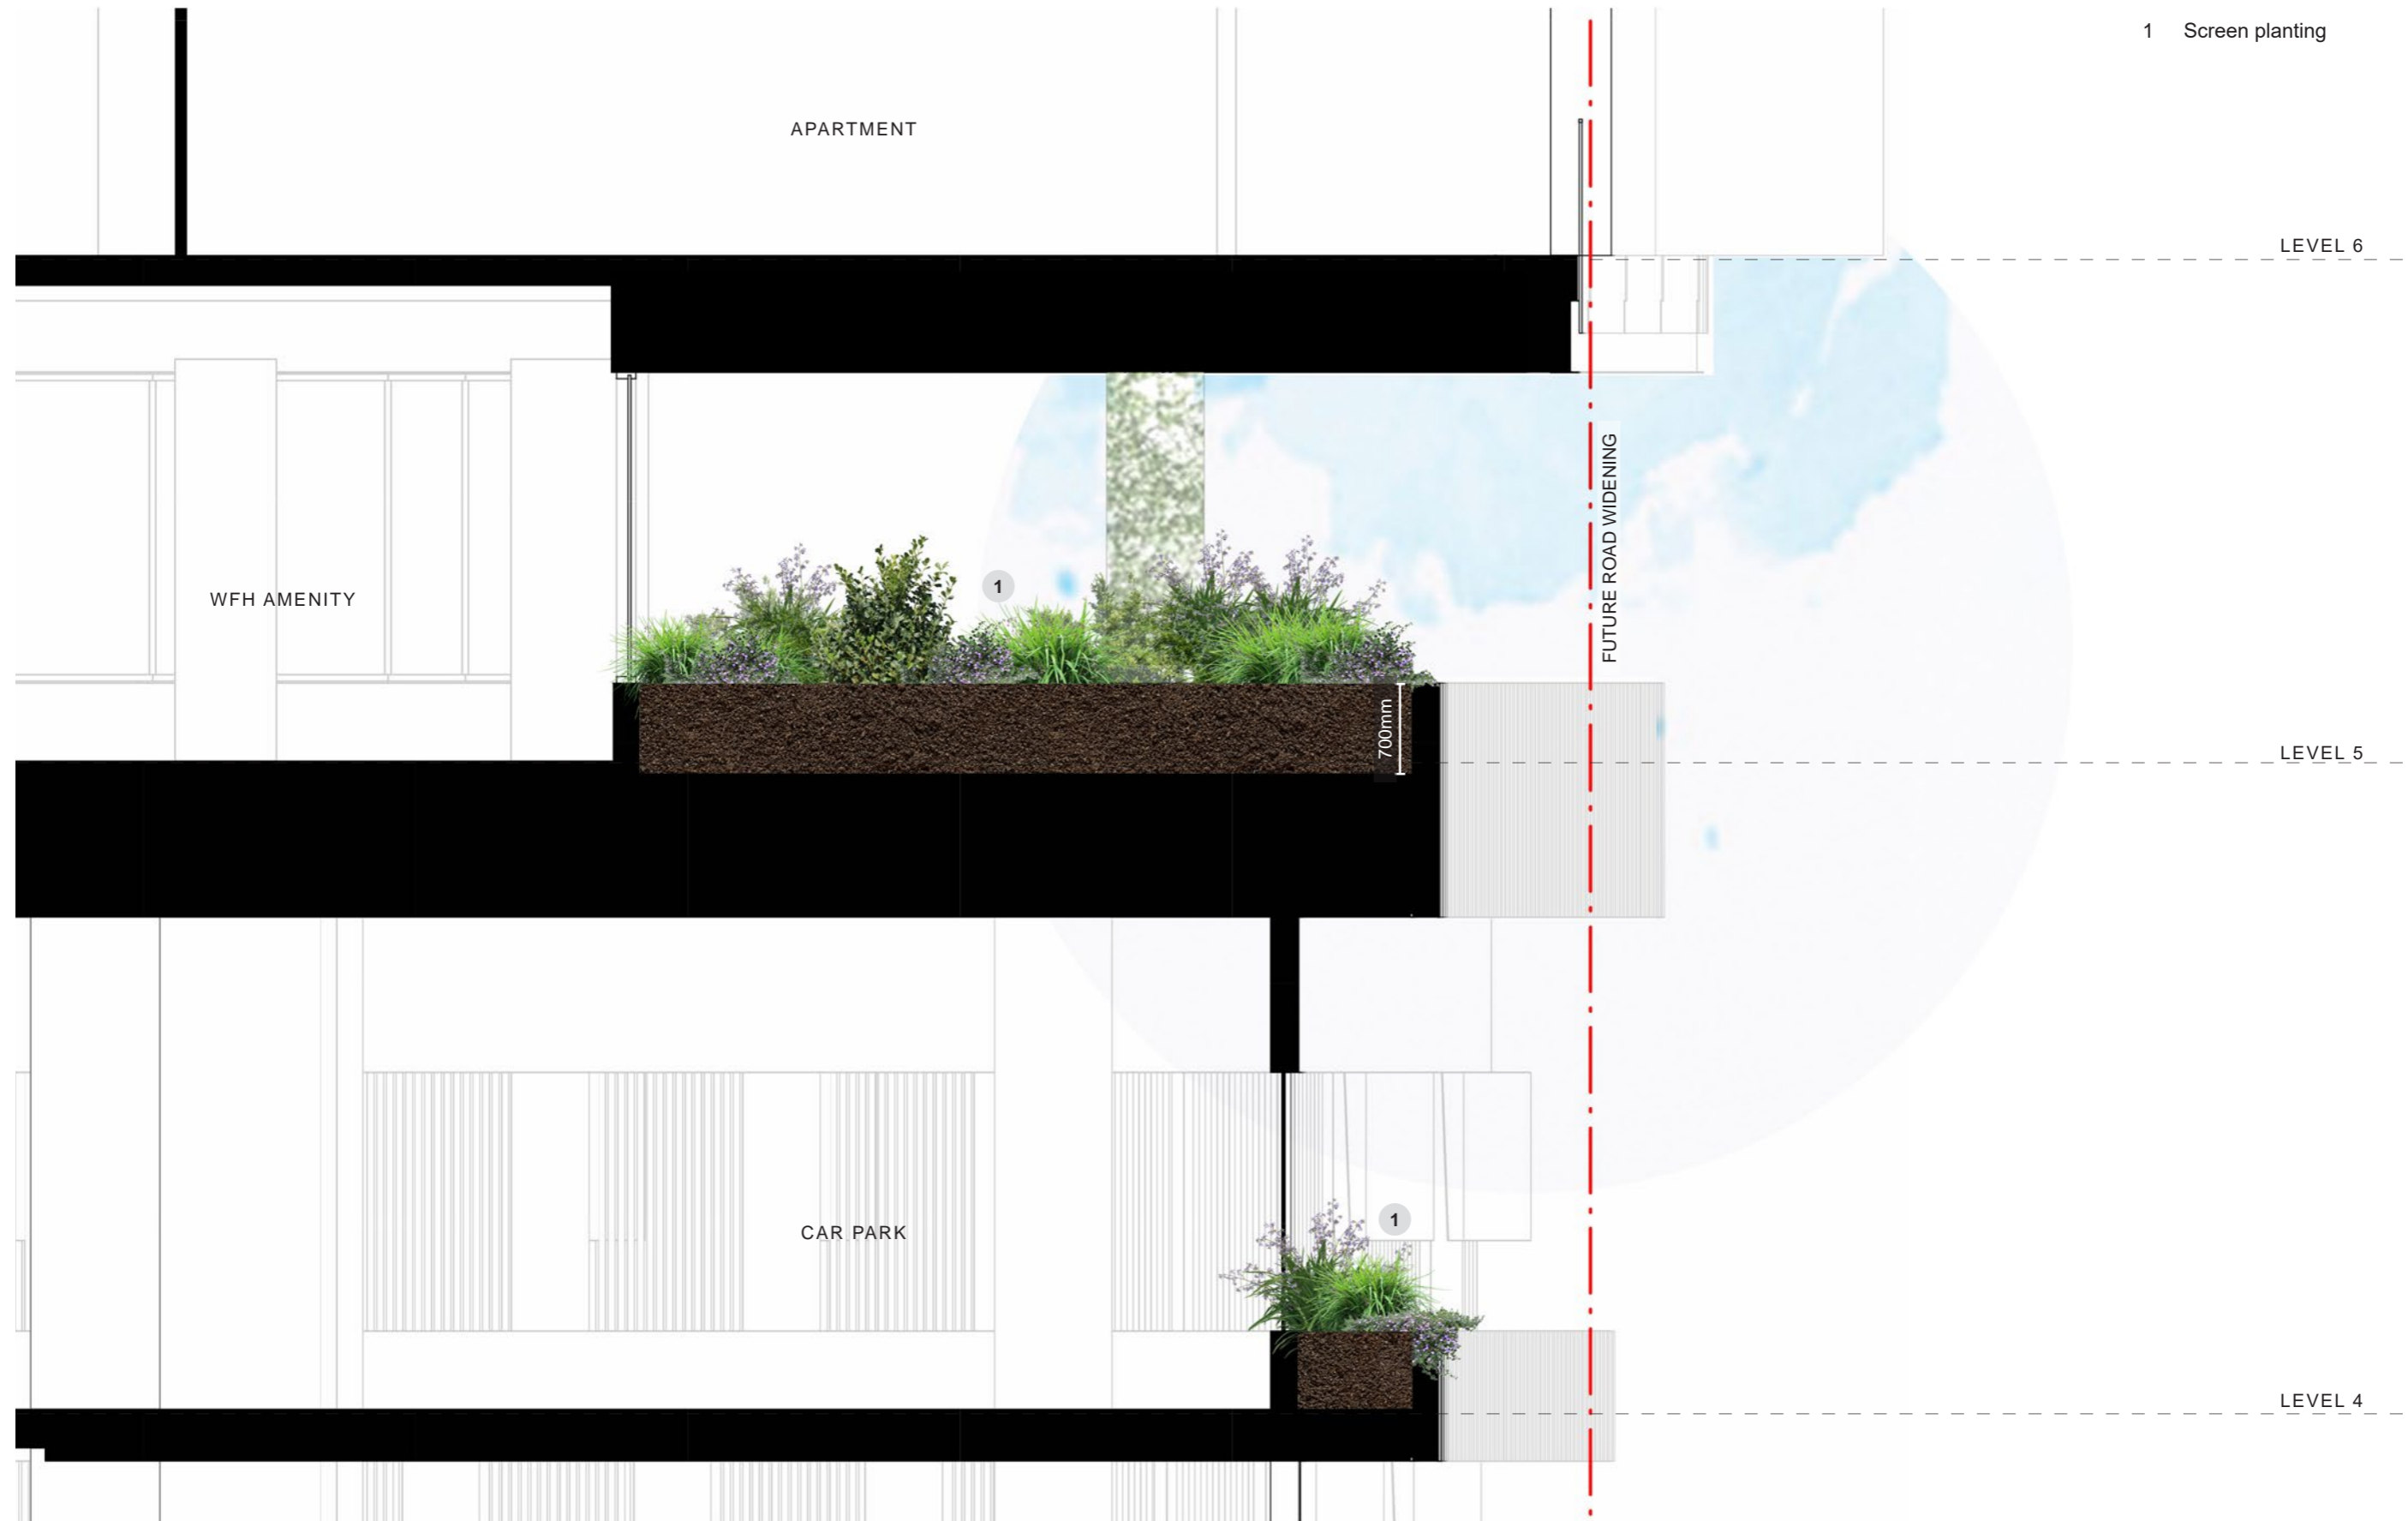 1 Screen planting
APARTMENT
LEVEL 6
FUTURE ROAD WIDENING
1
WFH AMENITY
700mm
LEVEL 5
1
CAR PARK
LEVEL 4